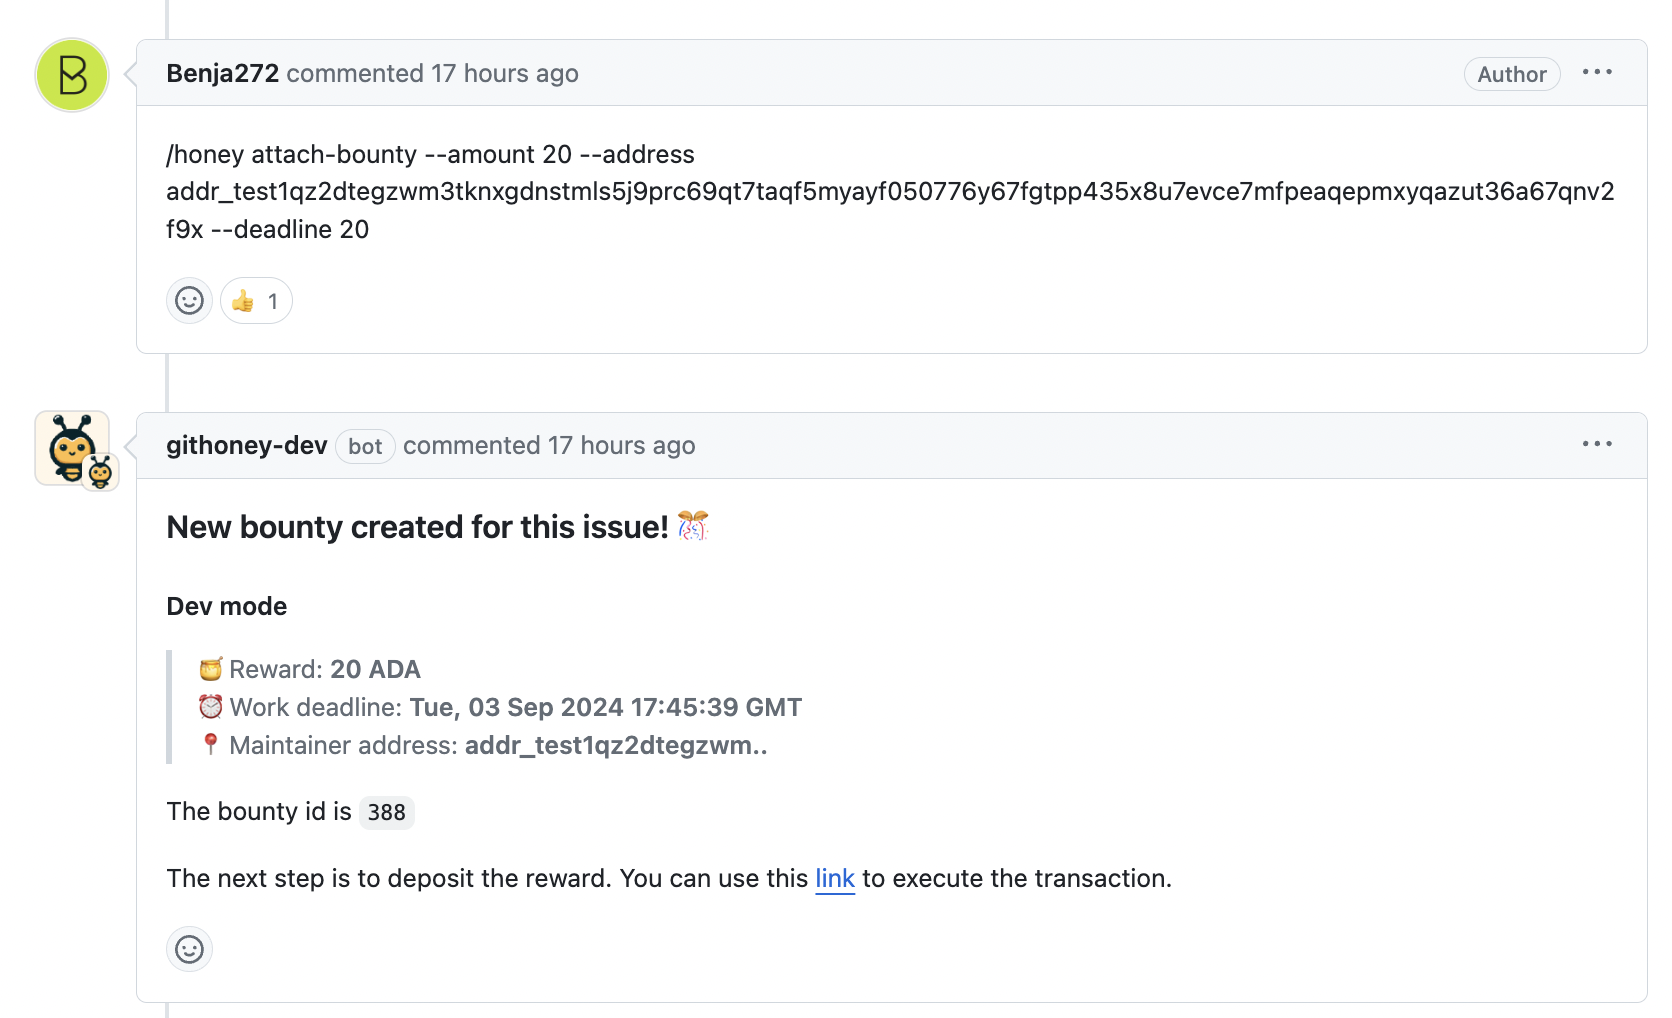 Benja272 commented 17 hours ago
Author
/honey attach-bounty --amount 20 --address
addr_test1qz2dtegzwm3tknxgdnstmls5j9prc69qt7taqf5myayf050776y67fgtpp435x8u7evce7mfpeaqepmxyqazut36a67qnv2
f9x --deadline 20
👍 1
githoney-dev bot commented 17 hours ago
New bounty created for this issue! 🎊
Dev mode
🍯 Reward: 20 ADA
⏰ Work deadline: Tue, 03 Sep 2024 17:45:39 GMT
📍 Maintainer address: addr_test1qz2dtegzwm..
The bounty id is 388
The next step is to deposit the reward. You can use this link to execute the transaction.